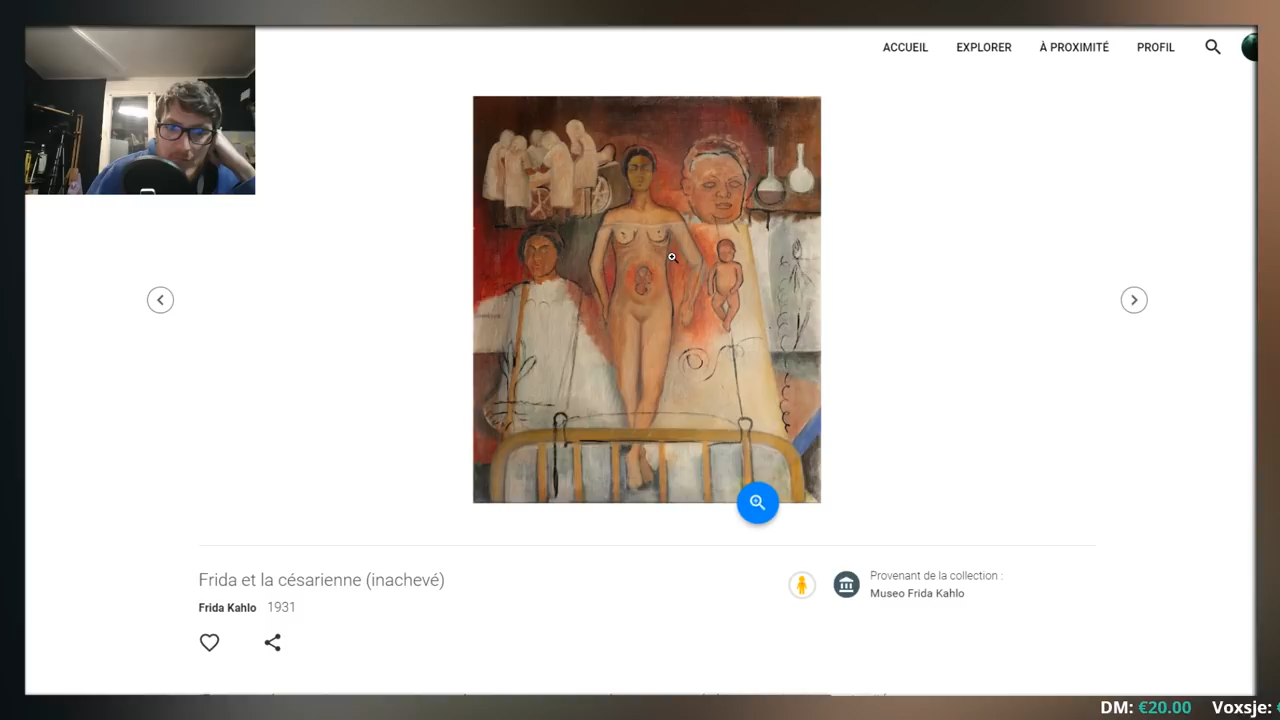 ACCUEIL EXPLORER À PROXIMITÉ PROFIL
Frida et la césarienne (inachevé)
Frida Kahlo 1931
Provenant de la collection :
Museo Frida Kahlo
DM: €20.00 Voxsje: